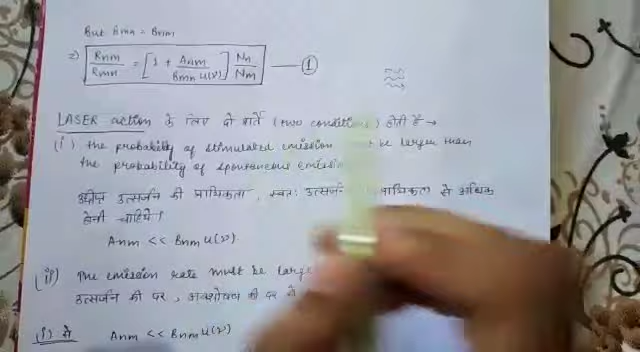 But Bmn = Bnm
=> Rnm/Rmn = [1 + Anm/Bmn u(ν)] Nn/Nm —— (1)
LASER action के लिए दो शर्तें (two conditions) होती हैं →
(i) the probability of stimulated emission be larger than
the probability of spontaneous emission
उद्दीप्त उत्सर्जन की प्रायिकता, स्वतः उत्सर्जन प्रायिकता से अधिक
होनी चाहिये।
Anm << Bnm u(ν)
(ii) The emission rate must be large
उत्सर्जन की दर, अवशोषण की दर से
(i) से Anm << Bnm u(ν)